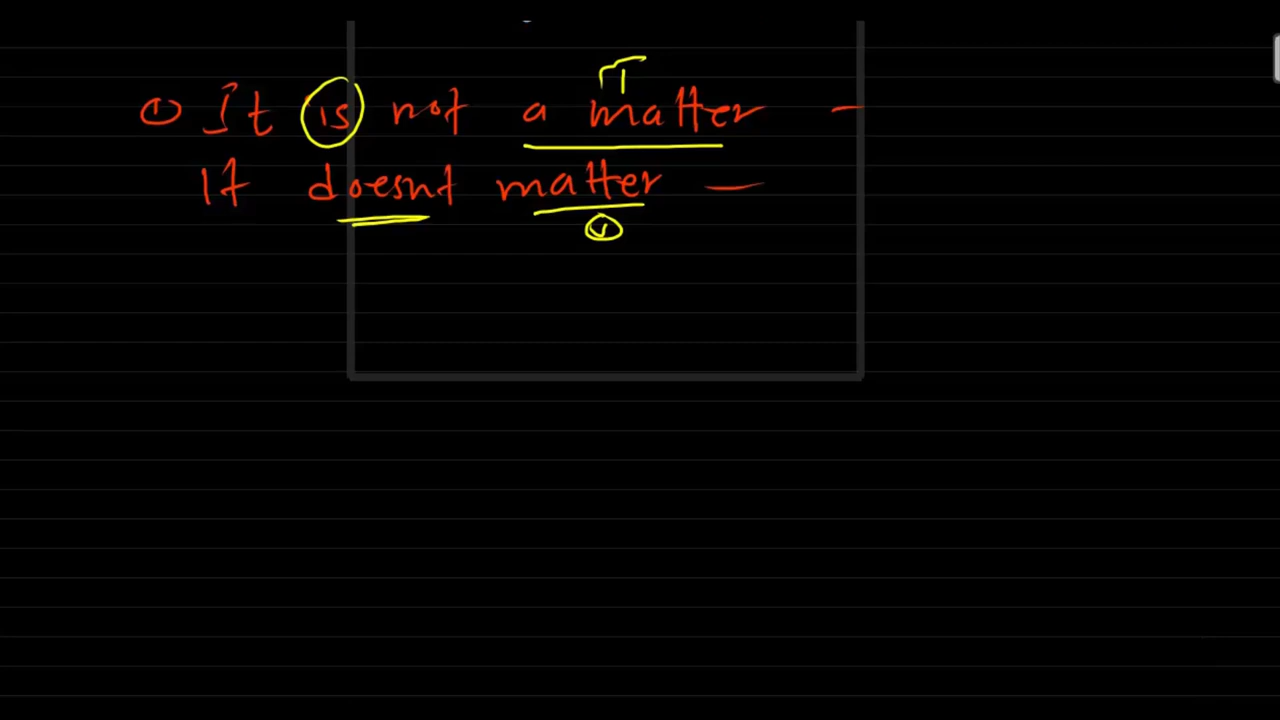 ① It is not a matter —
It doesnt matter —
v